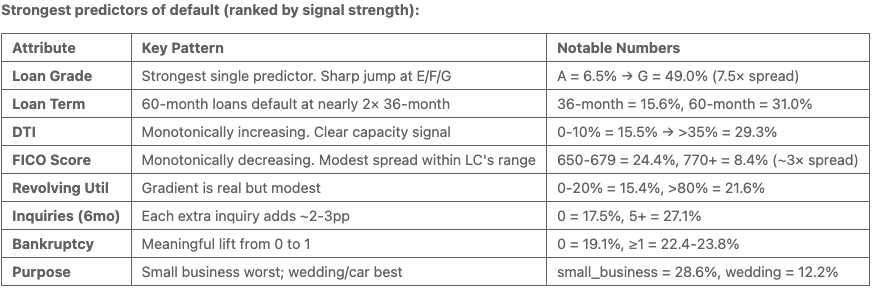 Strongest predictors of default (ranked by signal strength):
Attribute Key Pattern Notable Numbers
Loan Grade Strongest single predictor. Sharp jump at E/F/G A = 6.5% → G = 49.0% (7.5× spread)
Loan Term 60-month loans default at nearly 2× 36-month 36-month = 15.6%, 60-month = 31.0%
DTI Monotonically increasing. Clear capacity signal 0-10% = 15.5% → >35% = 29.3%
FICO Score Monotonically decreasing. Modest spread within LC's range 650-679 = 24.4%, 770+ = 8.4% (~3× spread)
Revolving Util Gradient is real but modest 0-20% = 15.4%, >80% = 21.6%
Inquiries (6mo) Each extra inquiry adds ~2-3pp 0 = 17.5%, 5+ = 27.1%
Bankruptcy Meaningful lift from 0 to 1 0 = 19.1%, ≥1 = 22.4-23.8%
Purpose Small business worst; wedding/car best small_business = 28.6%, wedding = 12.2%